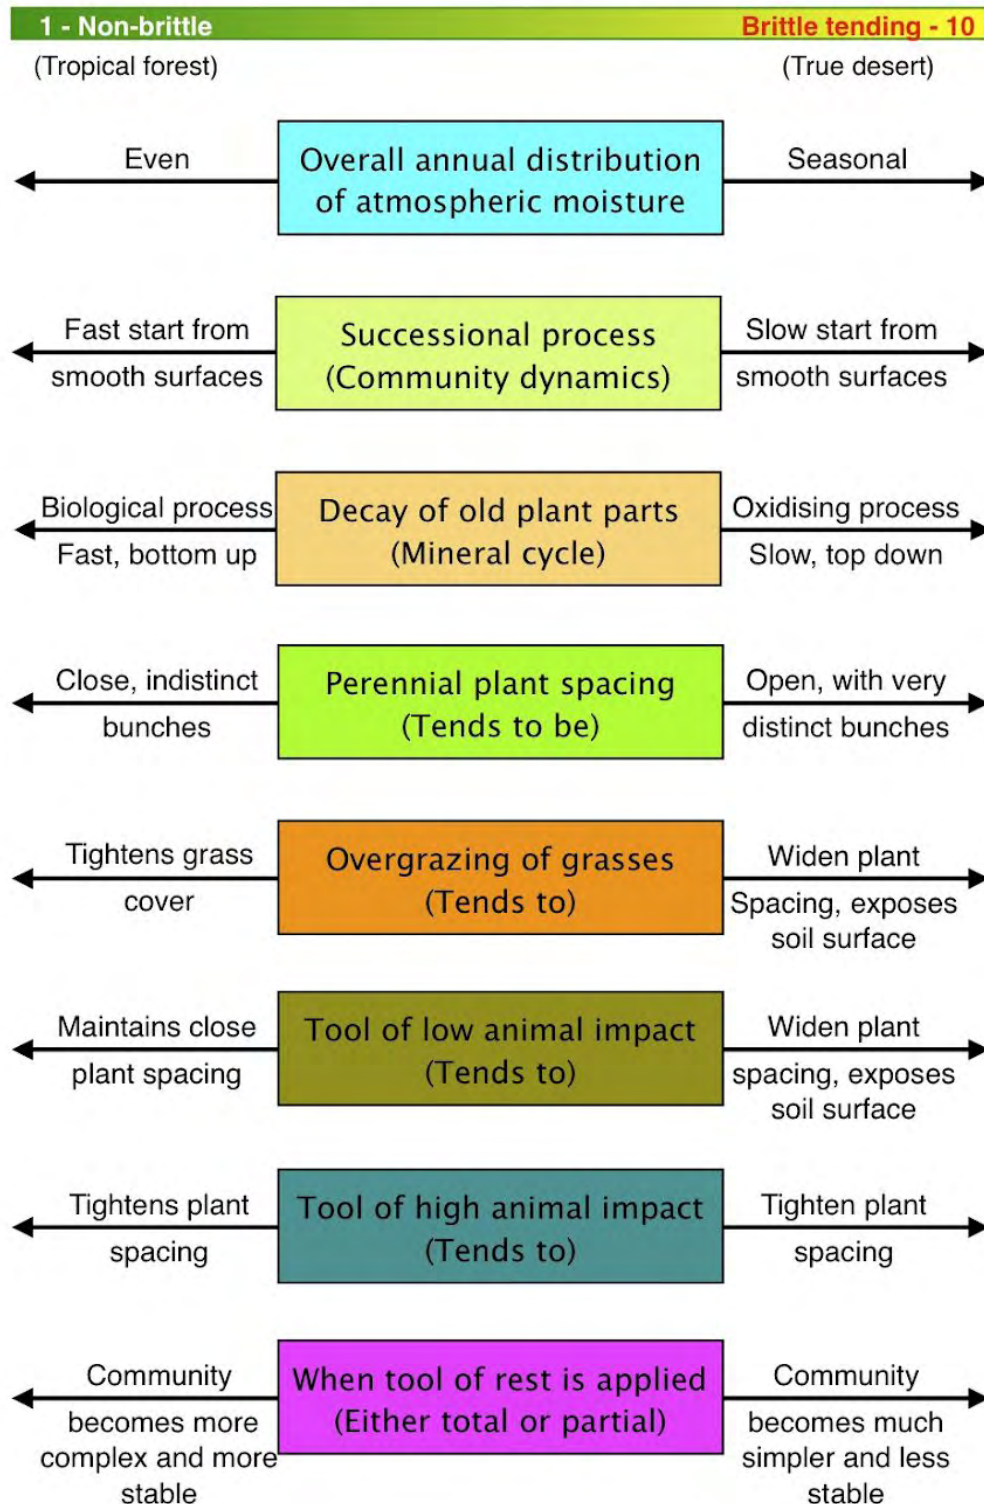 1 - Non-brittle
Brittle tending - 10
(Tropical forest)
(True desert)
Even
Overall annual distribution
of atmospheric moisture
Seasonal
Fast start from
smooth surfaces
Successional process
(Community dynamics)
Slow start from
smooth surfaces
Biological process
Fast, bottom up
Decay of old plant parts
(Mineral cycle)
Oxidising process
Slow, top down
Close, indistinct
bunches
Perennial plant spacing
(Tends to be)
Open, with very
distinct bunches
Tightens grass
cover
Overgrazing of grasses
(Tends to)
Widen plant
Spacing, exposes
soil surface
Maintains close
plant spacing
Tool of low animal impact
(Tends to)
Widen plant
spacing, exposes
soil surface
Tightens plant
spacing
Tool of high animal impact
(Tends to)
Tighten plant
spacing
Community
becomes more
complex and more
stable
When tool of rest is applied
(Either total or partial)
Community
becomes much
simpler and less
stable